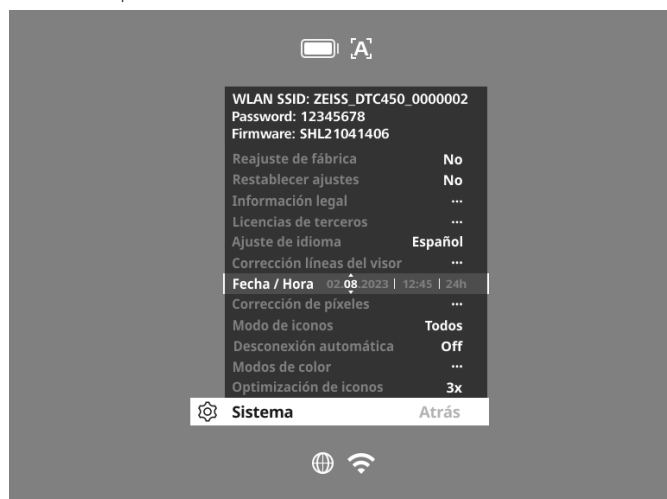 [A]
WLAN SSID: ZEISS_DTC450_0000002
Password: 12345678
Firmware: SHL21041406
Reajuste de fábrica No
Restablecer ajustes No
Información legal ...
Licencias de terceros ...
Ajuste de idioma Español
Corrección líneas del visor ...
Fecha / Hora 02.08.2023 | 12:45 | 24h
Corrección de píxeles ...
Modo de iconos Todos
Desconexión automática Off
Modos de color ...
Optimización de iconos 3x
Sistema Atrás